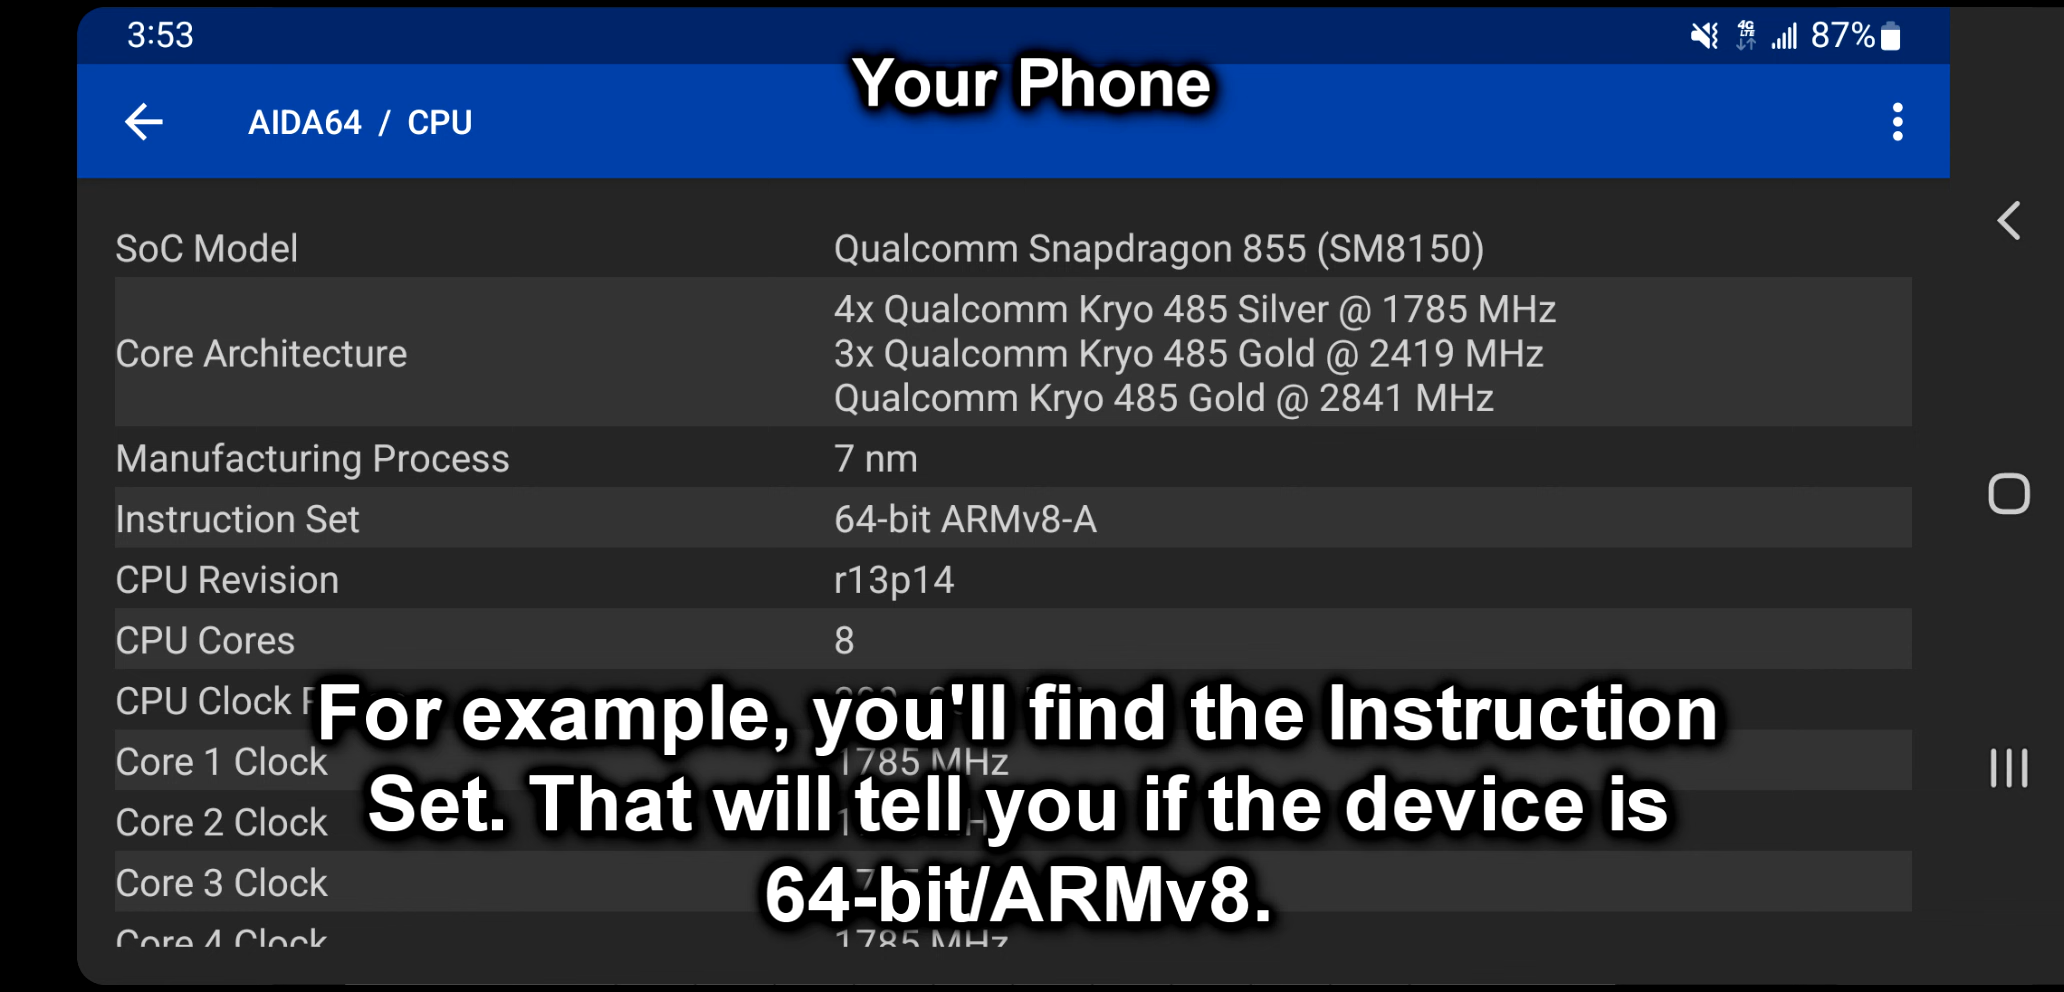 3:53
4G LTE 87%
Your Phone
AIDA64 / CPU
SoC Model Qualcomm Snapdragon 855 (SM8150)
Core Architecture 4x Qualcomm Kryo 485 Silver @ 1785 MHz
3x Qualcomm Kryo 485 Gold @ 2419 MHz
Qualcomm Kryo 485 Gold @ 2841 MHz
Manufacturing Process 7 nm
Instruction Set 64-bit ARMv8-A
CPU Revision r13p14
CPU Cores 8
CPU Clock
For example, you'll find the Instruction
Core 1 Clock 1785 MHz
Set. That will tell you if the device is
Core 2 Clock
Core 3 Clock
64-bit/ARMv8.
Core 4 Clock 1785 MHz